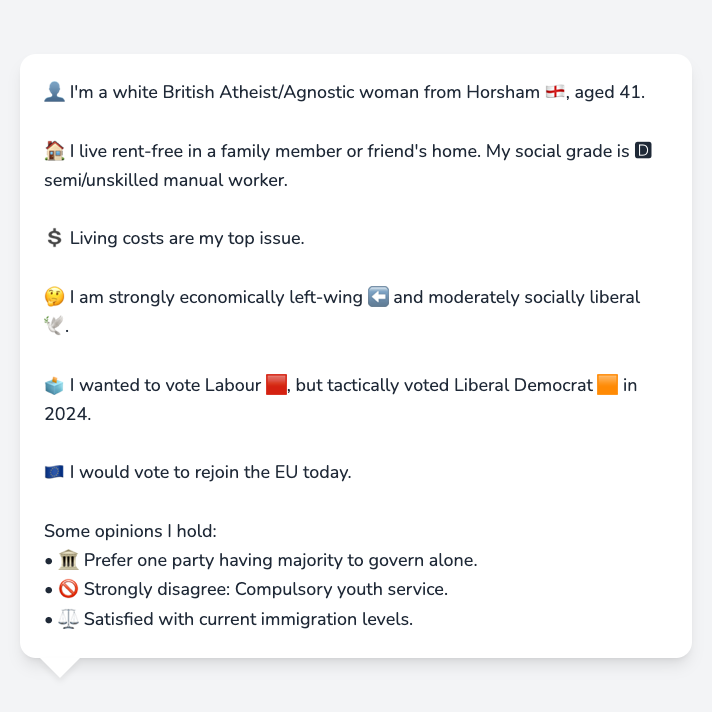 👤 I'm a white British Atheist/Agnostic woman from Horsham 🏴󠁧󠁢󠁥󠁮󠁧󠁿, aged 41.
🏠 I live rent-free in a family member or friend's home. My social grade is 🅳
semi/unskilled manual worker.
💲 Living costs are my top issue.
🤔 I am strongly economically left-wing ⬅️ and moderately socially liberal
🕊️.
🗳️ I wanted to vote Labour 🟥, but tactically voted Liberal Democrat 🟧 in
2024.
🇪🇺 I would vote to rejoin the EU today.
Some opinions I hold:
• 🏛️ Prefer one party having majority to govern alone.
• 🚫 Strongly disagree: Compulsory youth service.
• ⚖️ Satisfied with current immigration levels.